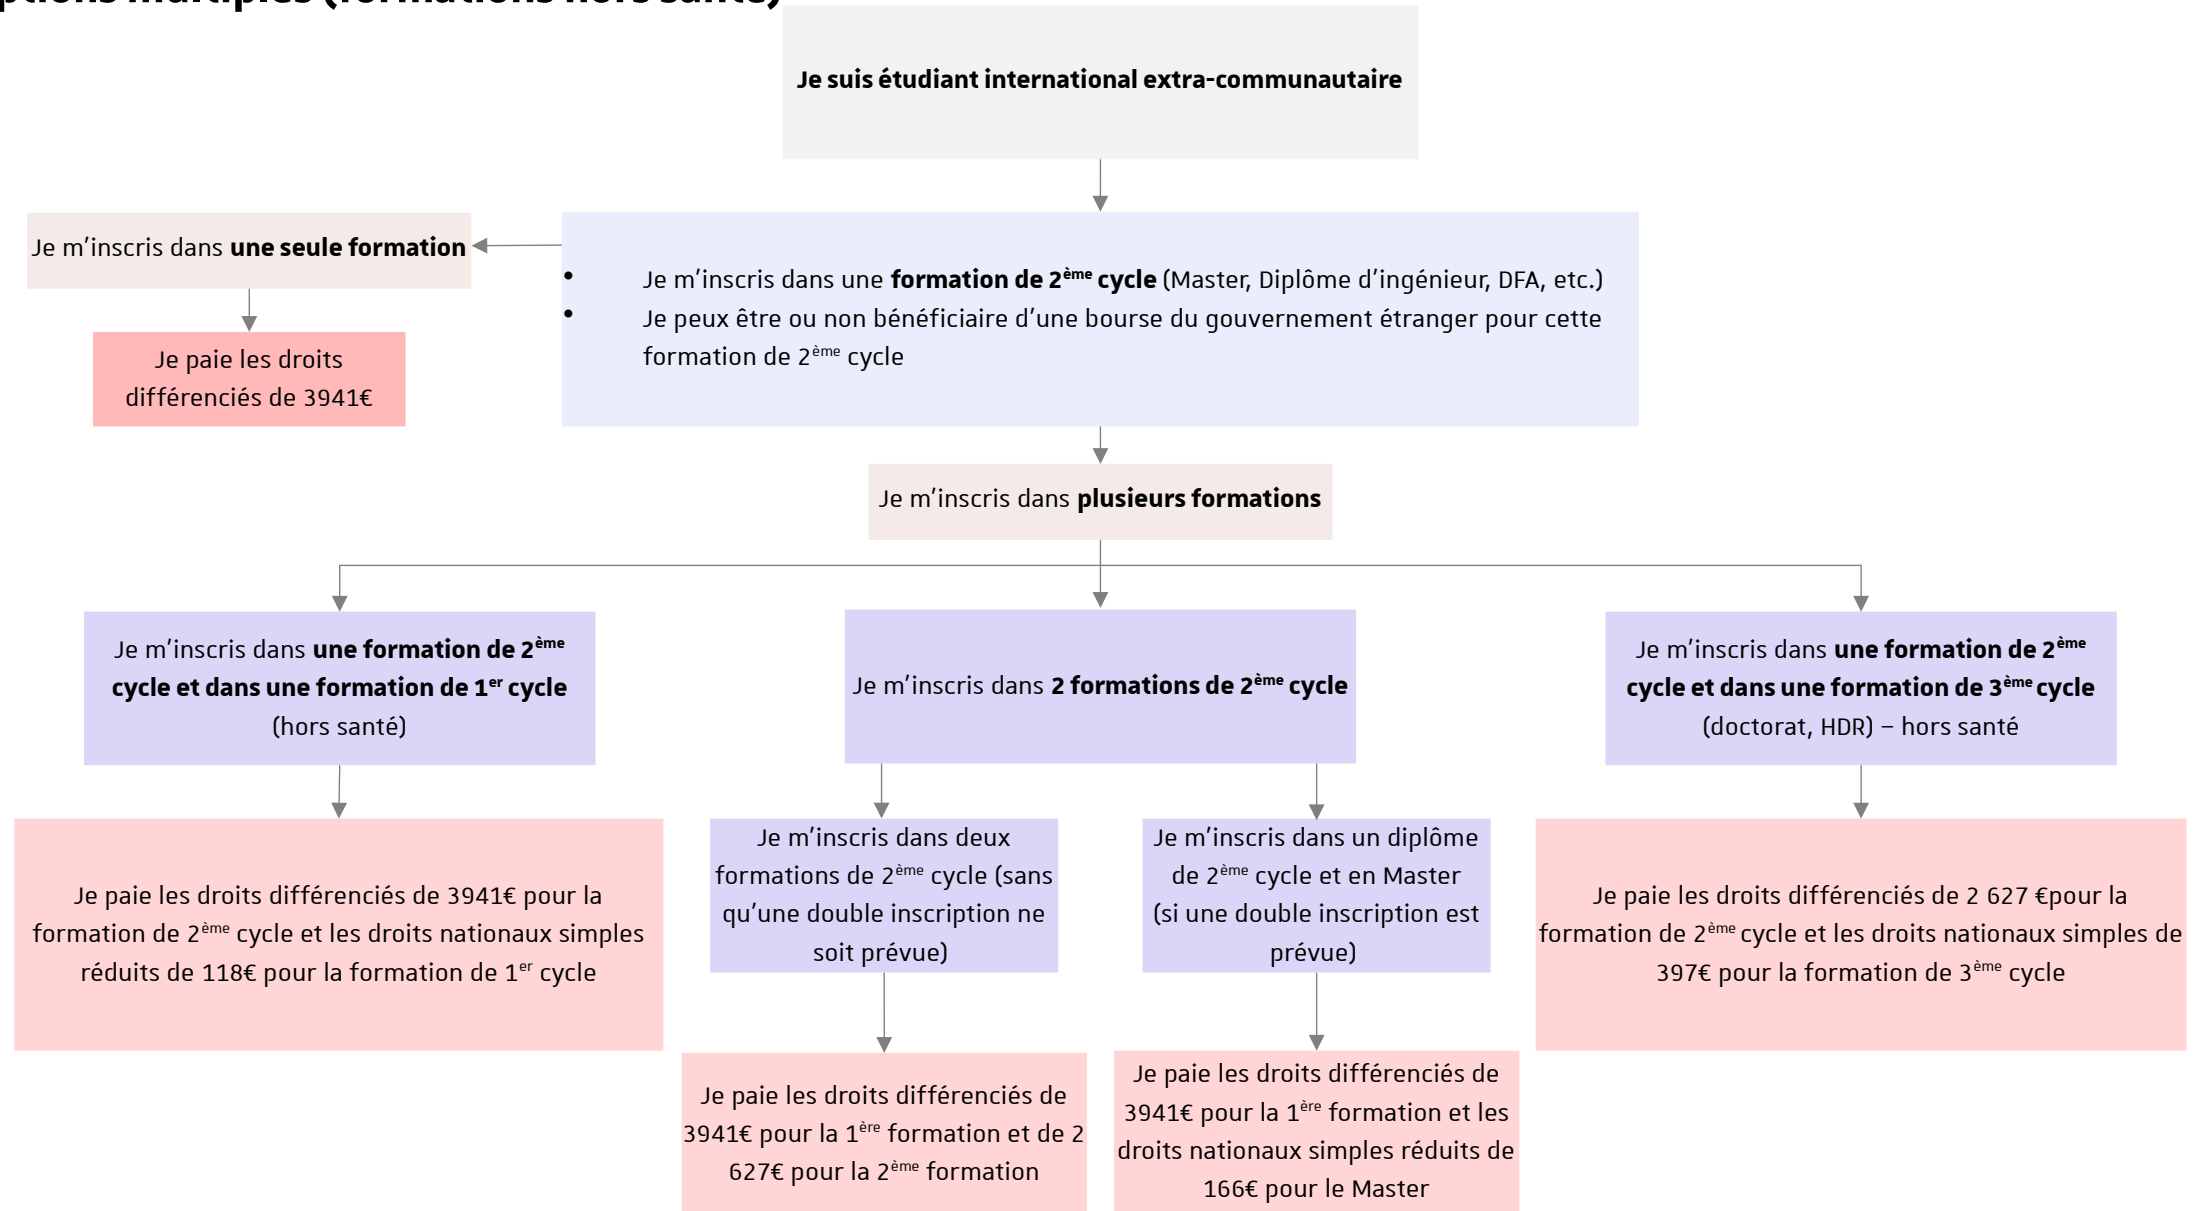 (formations hors santé)
Je suis étudiant international extra-communautaire
Je m'inscris dans une seule formation
Je paie les droits
différenciés de 3941€
• Je m'inscris dans une formation de 2ème cycle (Master, Diplôme d'ingénieur, DFA, etc.)
• Je peux être ou non bénéficiaire d'une bourse du gouvernement étranger pour cette
formation de 2ème cycle
Je m'inscris dans plusieurs formations
Je m'inscris dans une formation de 2ème
cycle et dans une formation de 1er cycle
(hors santé)
Je m'inscris dans 2 formations de 2ème cycle
Je m'inscris dans une formation de 2ème
cycle et dans une formation de 3ème cycle
(doctorat, HDR) – hors santé
Je paie les droits différenciés de 3941€ pour la
formation de 2ème cycle et les droits nationaux simples
réduits de 118€ pour la formation de 1er cycle
Je m'inscris dans deux
formations de 2ème cycle (sans
qu'une double inscription ne
soit prévue)
Je m'inscris dans un diplôme
de 2ème cycle et en Master
(si une double inscription est
prévue)
Je paie les droits différenciés de 2 627 €pour la
formation de 2ème cycle et les droits nationaux simples de
397€ pour la formation de 3ème cycle
Je paie les droits différenciés de
3941€ pour la 1ère formation et de 2
627€ pour la 2ème formation
Je paie les droits différenciés de
3941€ pour la 1ère formation et les
droits nationaux simples réduits de
166€ pour le Master